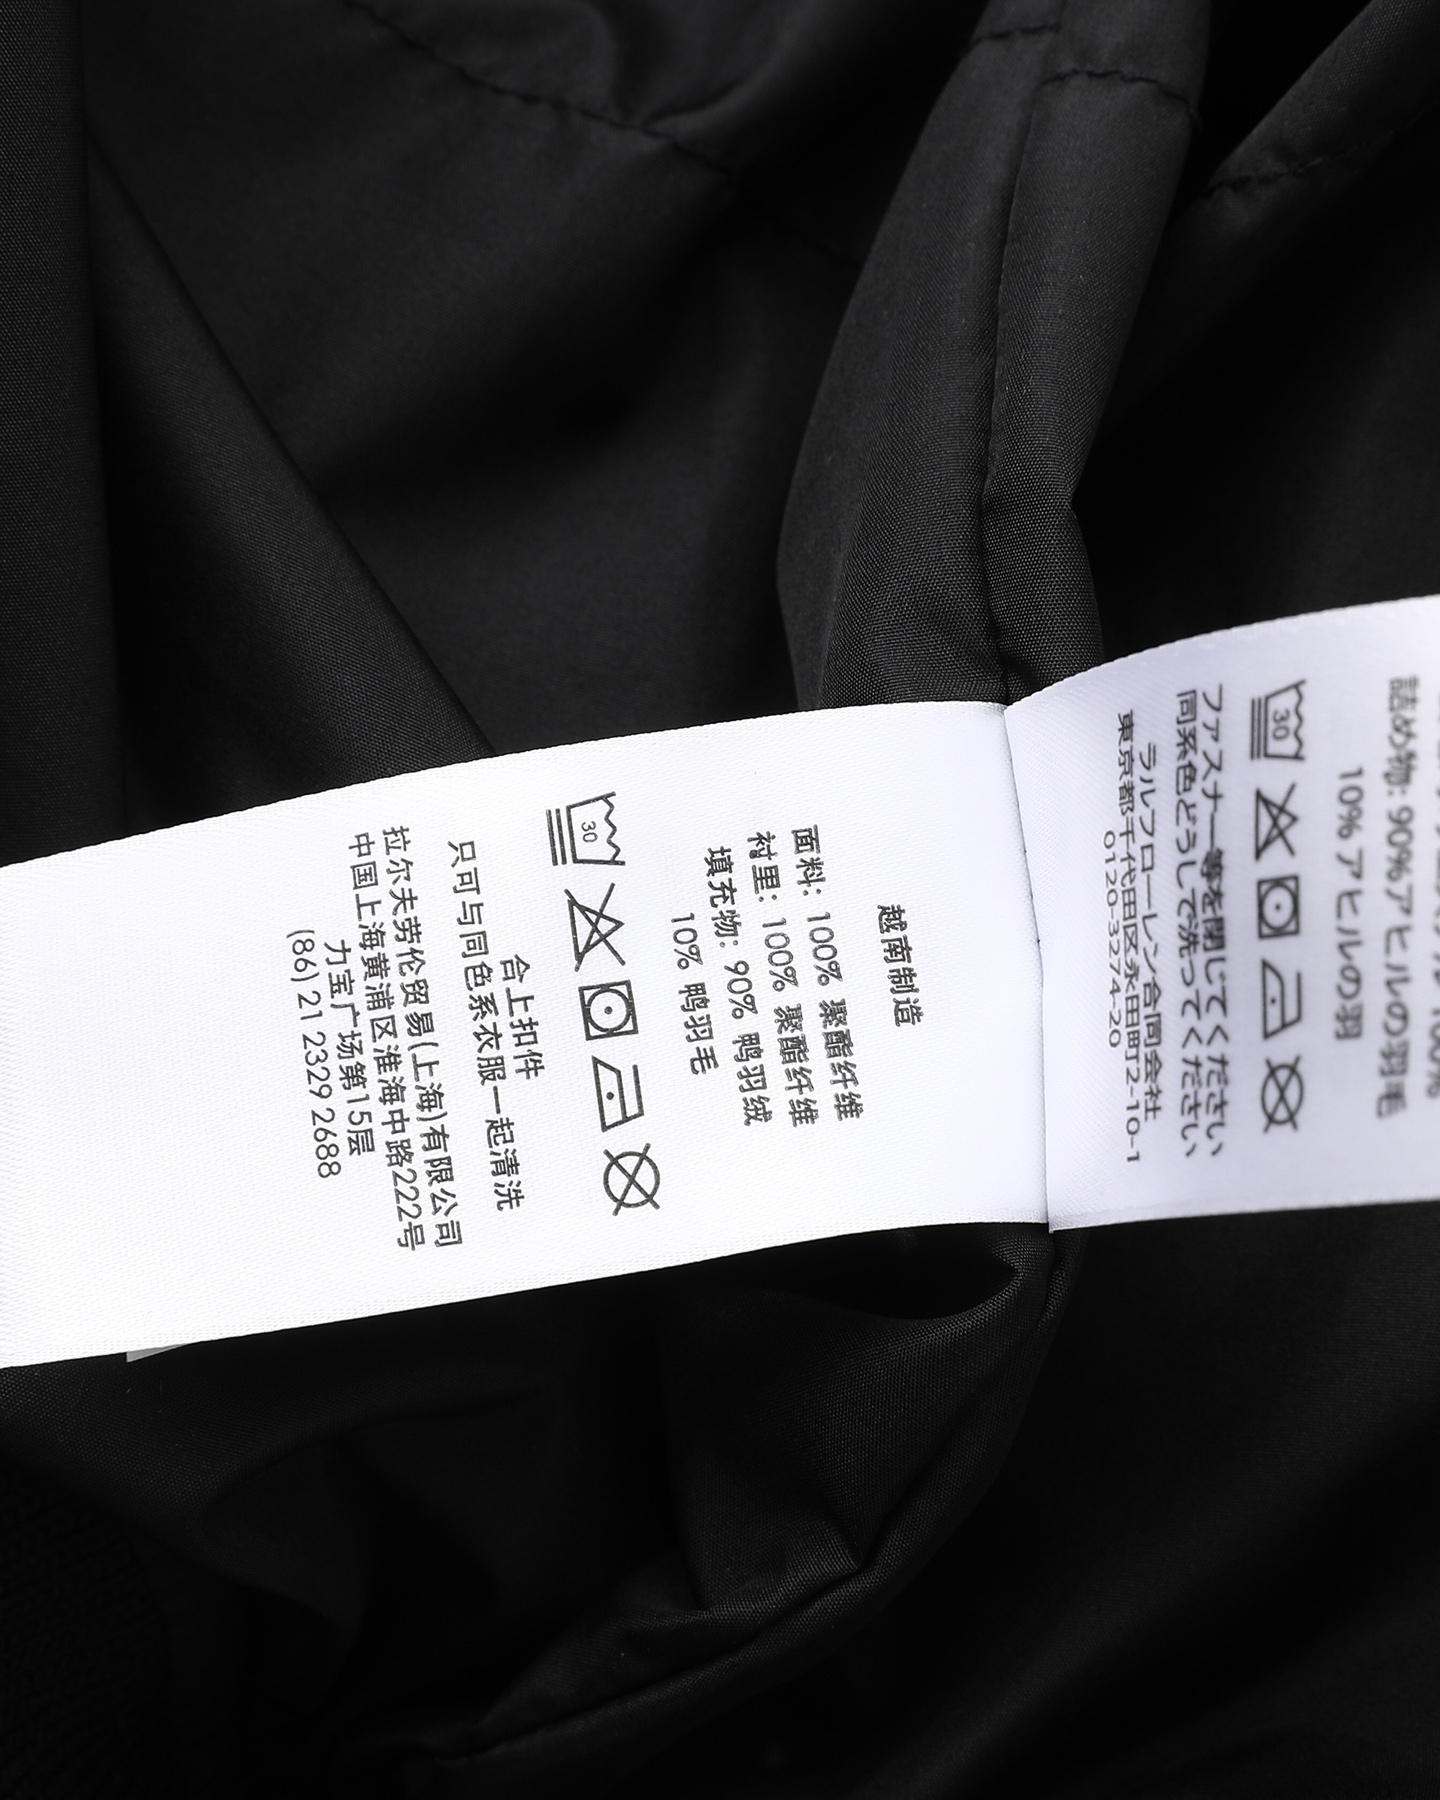 越南制造
面料: 100% 聚酯纤维
衬里: 100% 聚酯纤维
填充物: 90% 鸭羽绒
10% 鸭羽毛
30
合上扣件
只可与同色系衣服一起清洗
拉尔夫劳伦贸易(上海)有限公司
中国上海黄浦区淮海中路222号
力宝广场第15层
(86) 21 2329 2688
100%
詰め物: 90%アヒルの羽毛
10% アヒルの羽
30
ファスナー等を閉じてください
同系色どうしで洗ってください
ラルフローレン合同会社
東京都千代田区永田町2-10-1
0120-3274-20